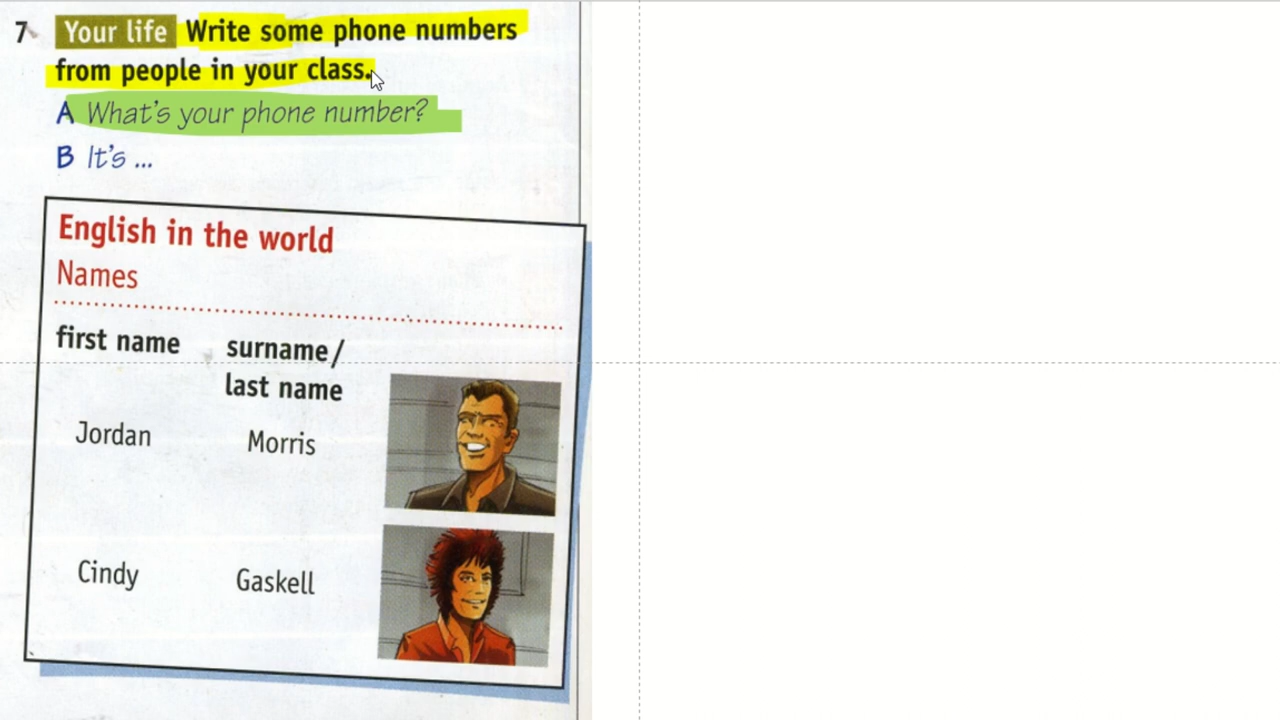 7 Your life Write some phone numbers
from people in your class.
A What's your phone number?
B It's ...
English in the world
Names
first name surname/
last name
Jordan Morris
Cindy Gaskell